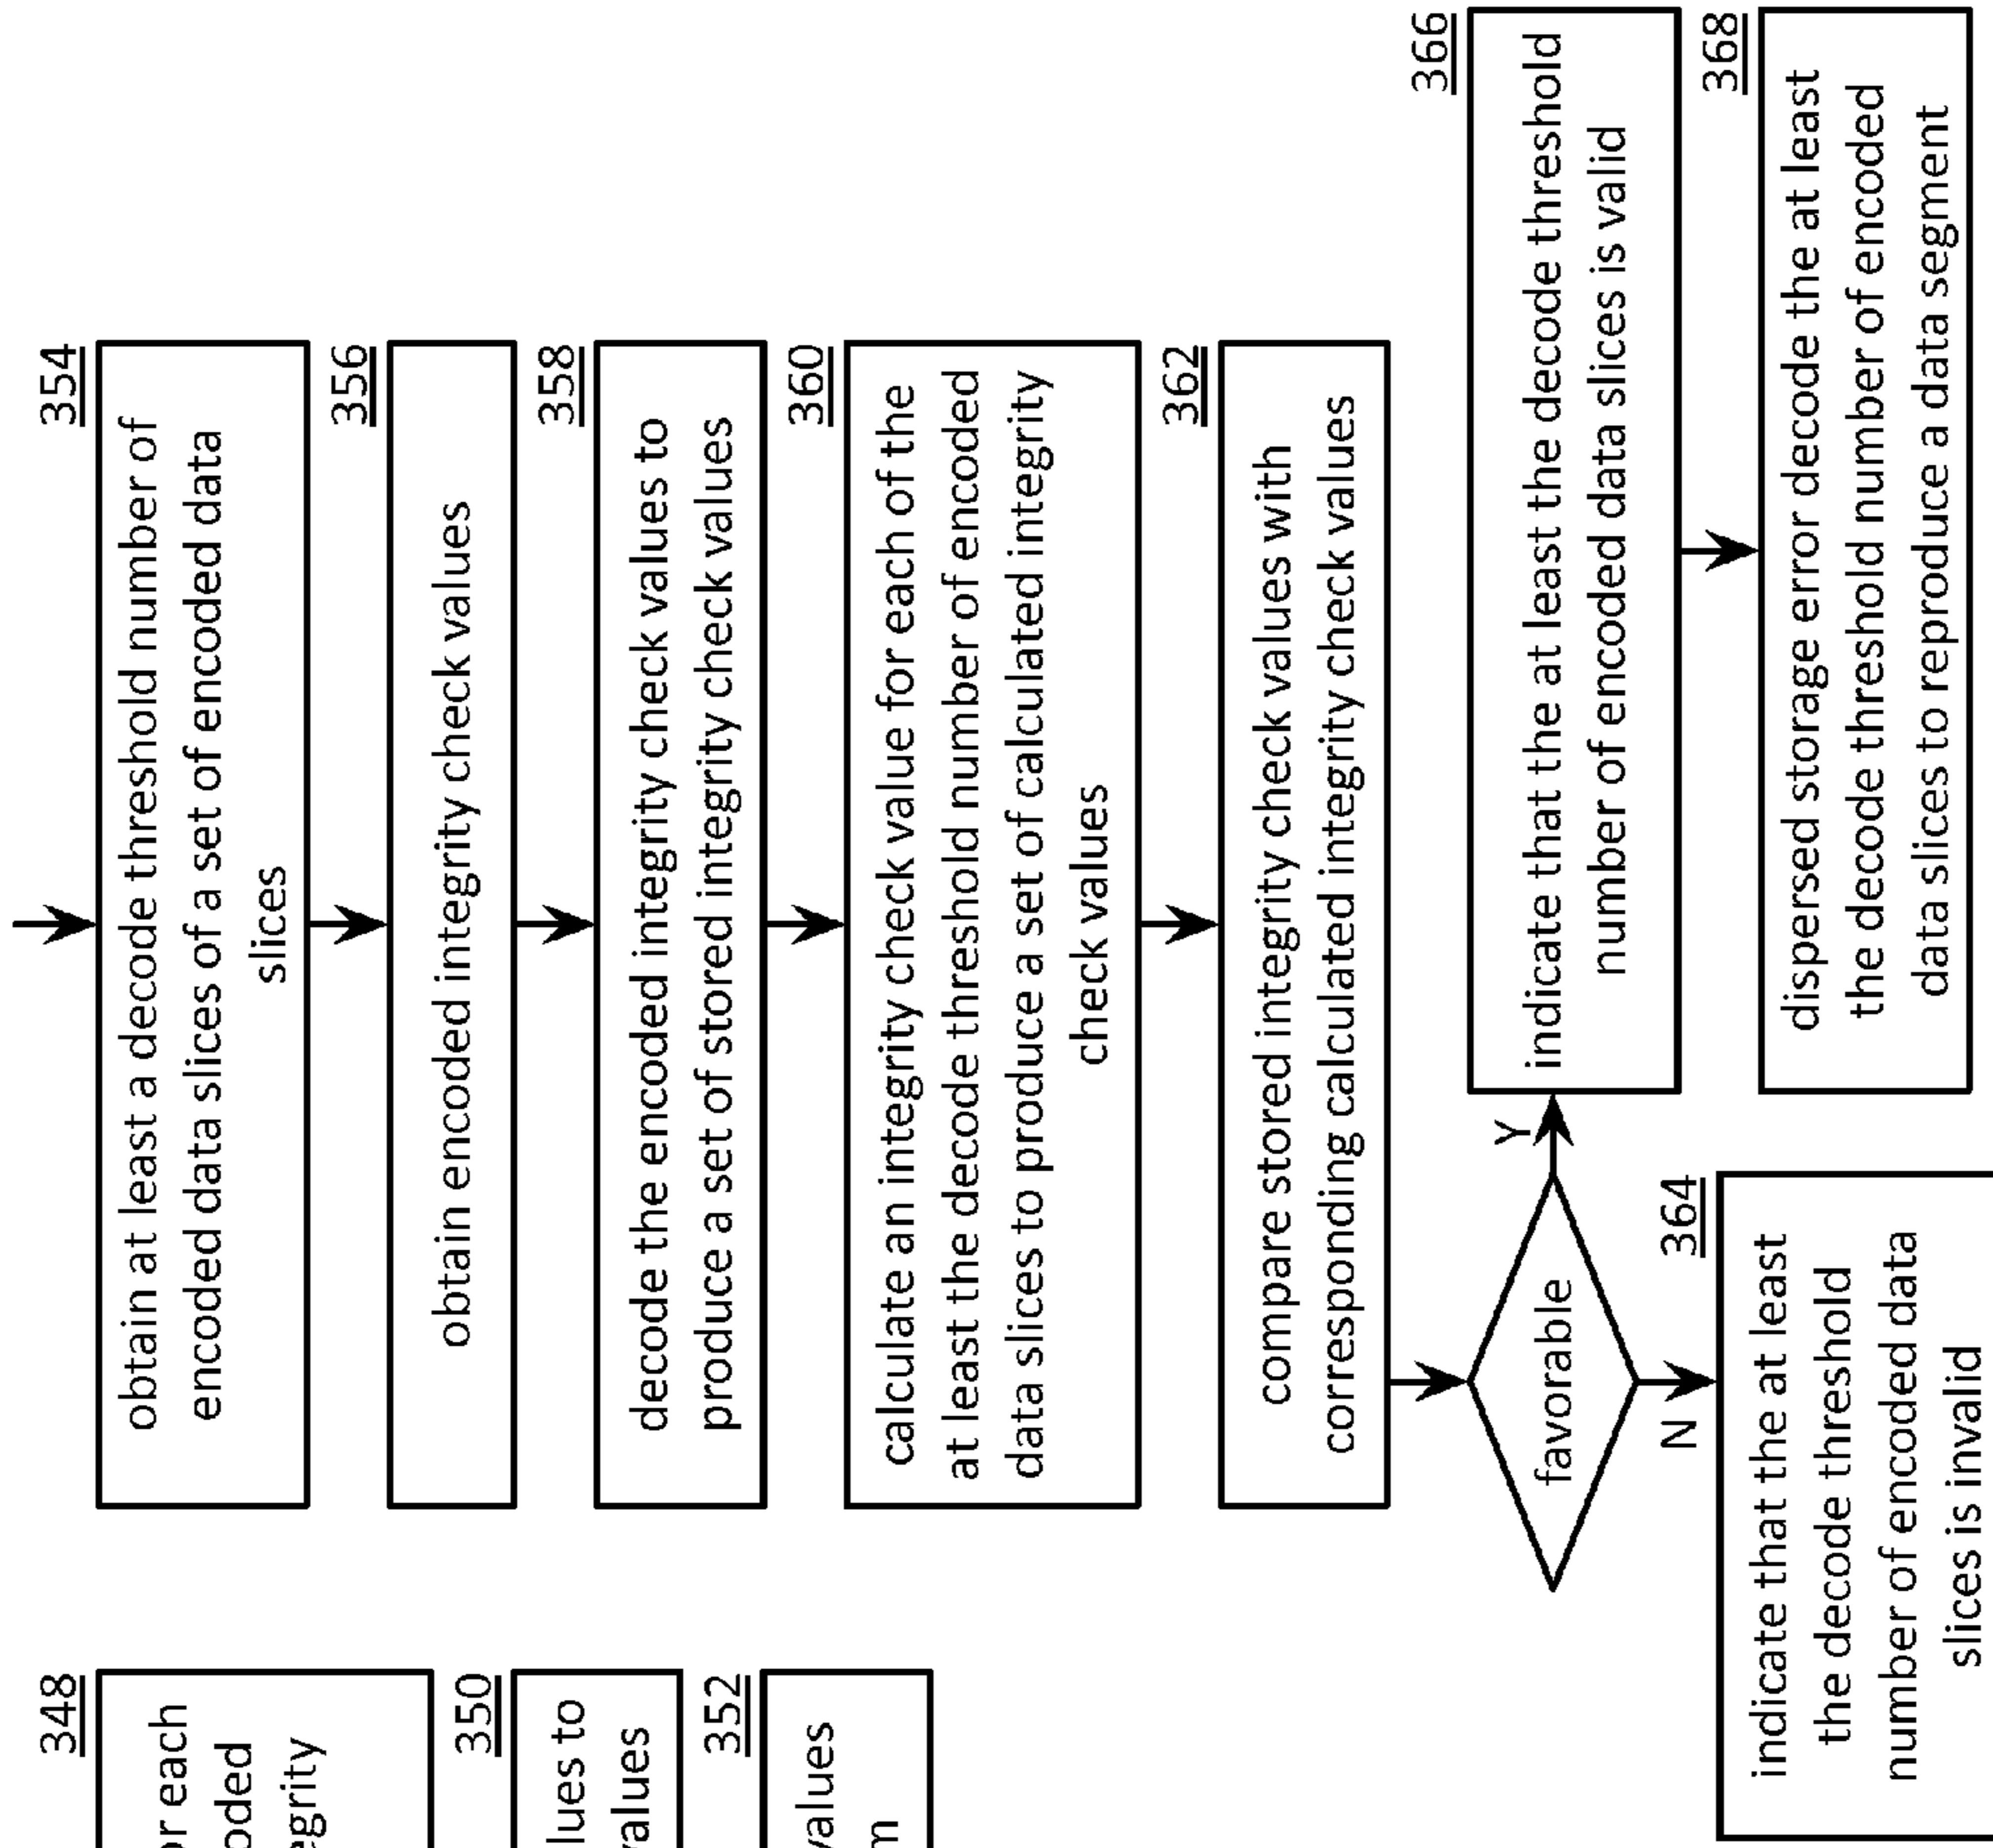 348
r each
oded
egrity
350
lues to
values
352
values
m
354
obtain at least a decode threshold number of
encoded data slices of a set of encoded data
slices
356
obtain encoded integrity check values
358
decode the encoded integrity check values to
produce a set of stored integrity check values
360
calculate an integrity check value for each of the
at least the decode threshold number of encoded
data slices to produce a set of calculated integrity
check values
362
compare stored integrity check values with
corresponding calculated integrity check values
favorable
Y
N
364
indicate that the at least
the decode threshold
number of encoded data
slices is invalid
366
indicate that the at least the decode threshold
number of encoded data slices is valid
368
dispersed storage error decode the at least
the decode threshold number of encoded
data slices to reproduce a data segment